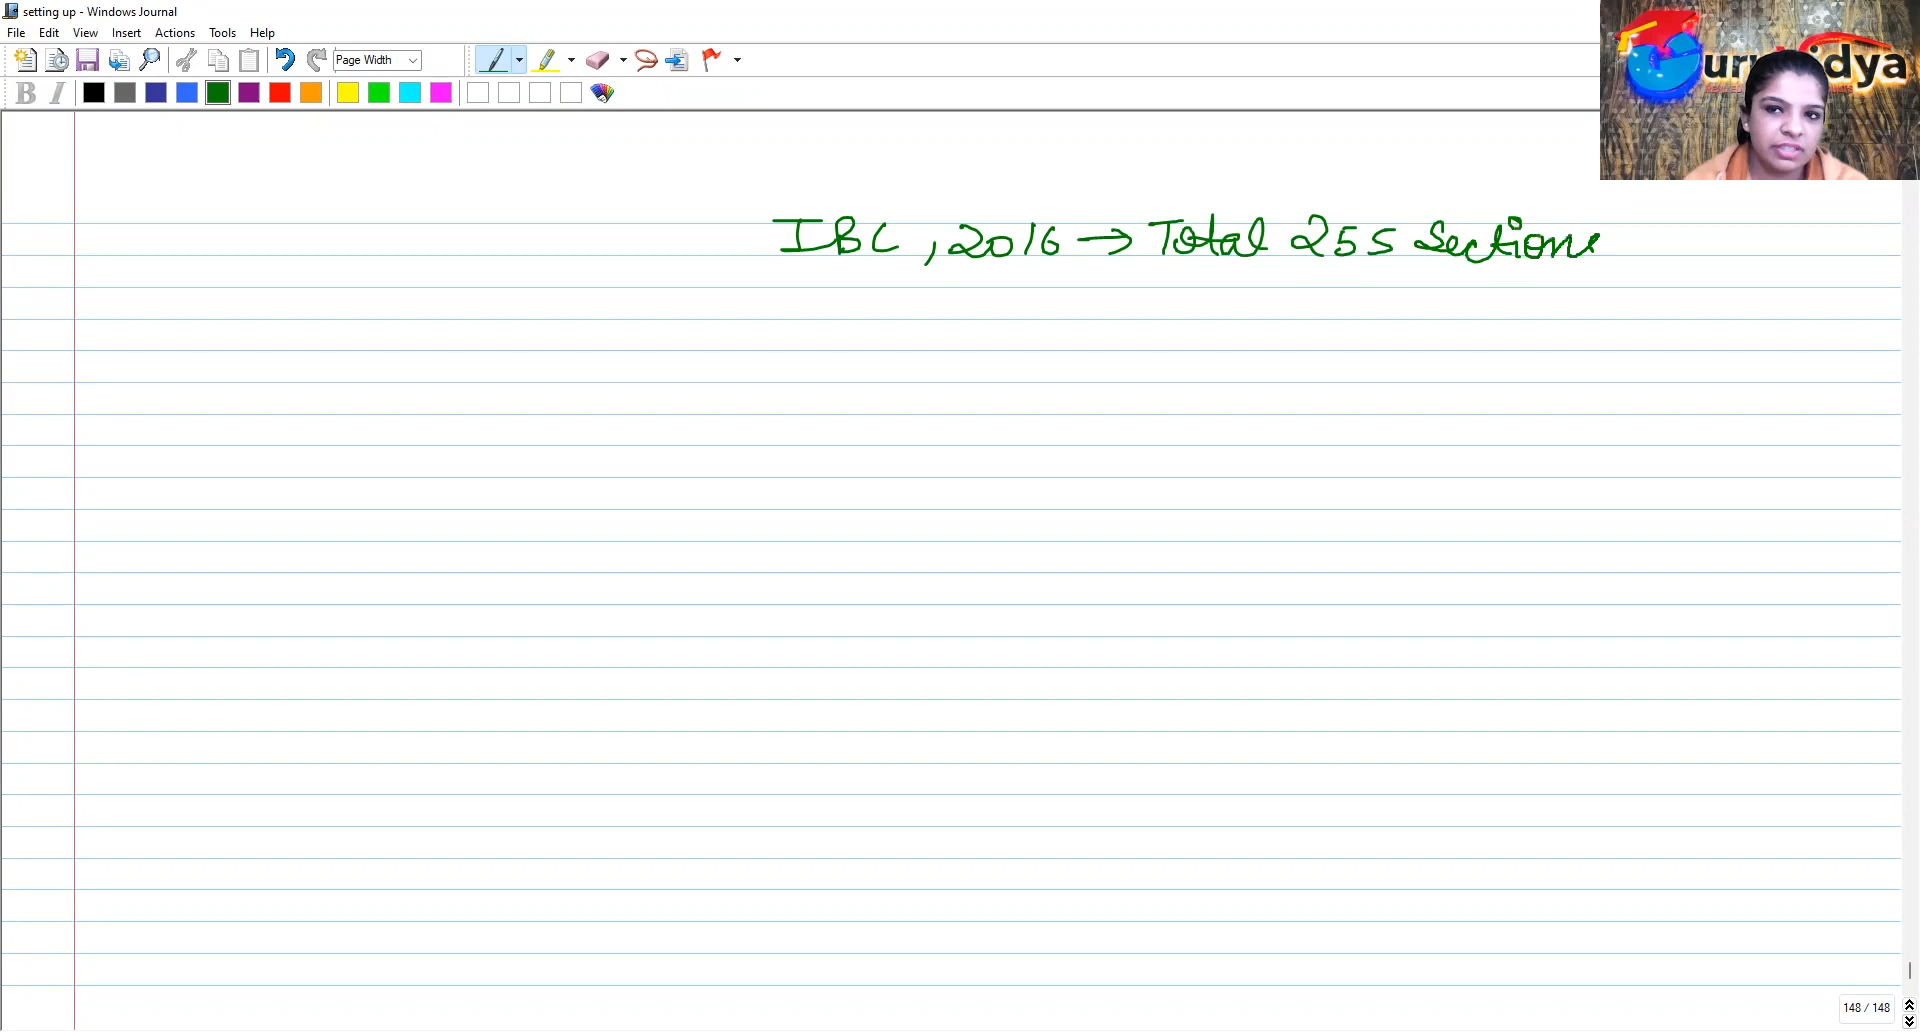 setting up - Windows Journal
File Edit View Insert Actions Tools Help
Page Width
B I
IBC, 2016 → Total 255 Sections
148 / 148